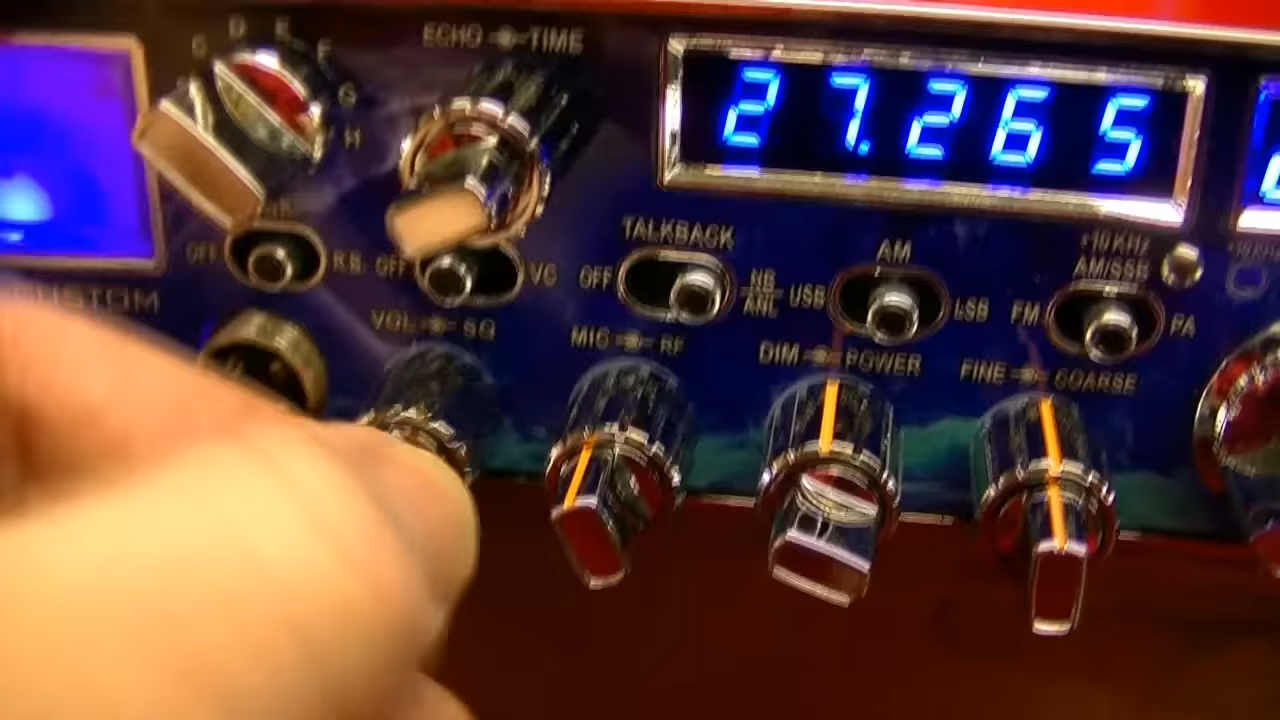 C D E F G H
ECHO TIME
27.265
OFF R.B.
OFF VC
TALKBACK
OFF NB ANL
AM
USB LSB
+10 KHz
AM/SSB
FM PA
CUSTOM
VOL SQ
MIC RF
DIM POWER
FINE COARSE